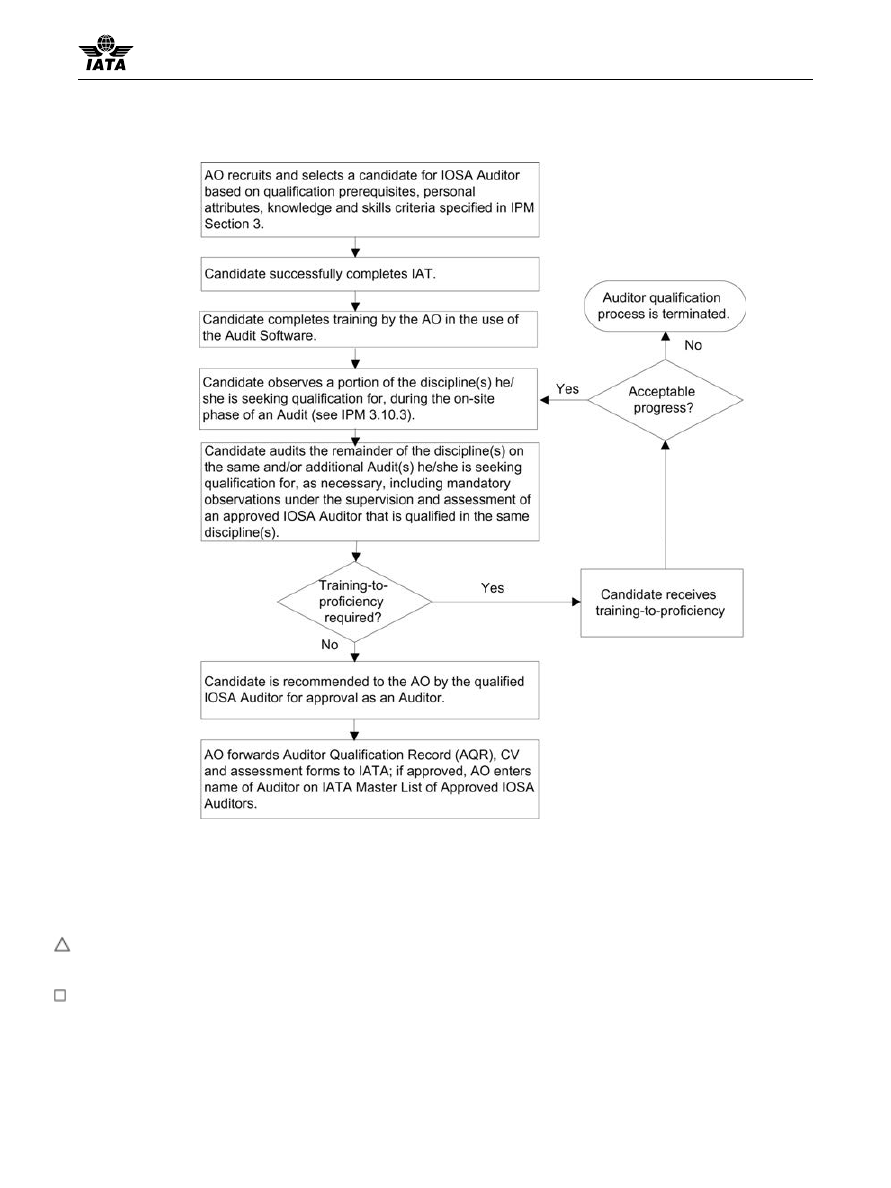 IATA
AO recruits and selects a candidate for IOSA Auditor
based on qualification prerequisites, personal
attributes, knowledge and skills criteria specified in IPM
Section 3.
Candidate successfully completes IAT.
Auditor qualification
process is terminated.
Candidate completes training by the AO in the use of
the Audit Software.
No
Candidate observes a portion of the discipline(s) he/
she is seeking qualification for, during the on-site
phase of an Audit (see IPM 3.10.3).
Yes
Acceptable
progress?
Candidate audits the remainder of the discipline(s) on
the same and/or additional Audit(s) he/she is seeking
qualification for, as necessary, including mandatory
observations under the supervision and assessment of
an approved IOSA Auditor that is qualified in the same
discipline(s).
Training-to-
proficiency
required?
Yes
Candidate receives
training-to-proficiency
No
Candidate is recommended to the AO by the qualified
IOSA Auditor for approval as an Auditor.
AO forwards Auditor Qualification Record (AQR), CV
and assessment forms to IATA; if approved, AO enters
name of Auditor on IATA Master List of Approved IOSA
Auditors.